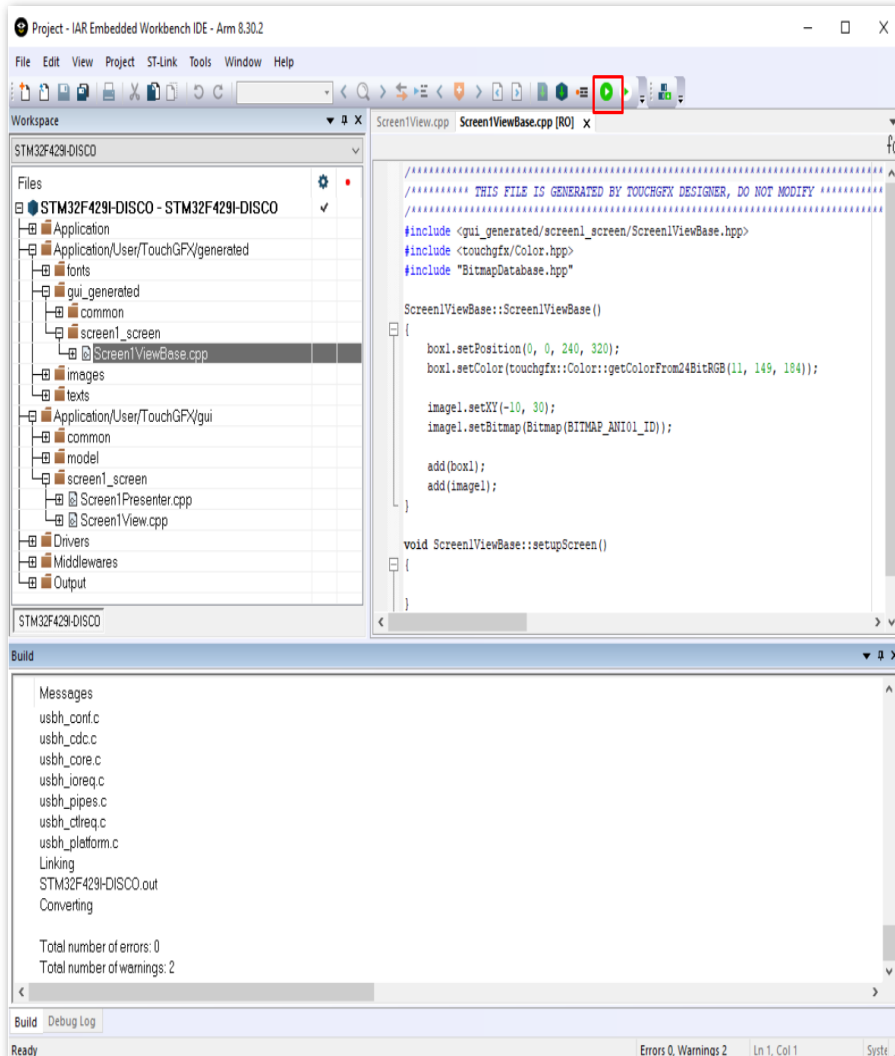 Project - IAR Embedded Workbench IDE - Arm 8.30.2
File Edit View Project ST-Link Tools Window Help
Workspace
STM32F429I-DISCO
Files
STM32F429I-DISCO - STM32F429I-DISCO
Application
Application/User/TouchGFX/generated
fonts
gui_generated
common
screen1_screen
Screen1ViewBase.cpp
images
texts
Application/User/TouchGFX/gui
common
model
screen1_screen
Screen1Presenter.cpp
Screen1View.cpp
Drivers
Middlewares
Output
STM32F429I-DISCO
Screen1View.cpp Screen1ViewBase.cpp [RO] x
/*******************************************************************************
/********** THIS FILE IS GENERATED BY TOUCHGFX DESIGNER, DO NOT MODIFY ***********
/*******************************************************************************
#include <gui_generated/screen1_screen/Screen1ViewBase.hpp>
#include <touchgfx/Color.hpp>
#include "BitmapDatabase.hpp"
Screen1ViewBase::Screen1ViewBase()
{
box1.setPosition(0, 0, 240, 320);
box1.setColor(touchgfx::Color::getColorFrom24BitRGB(11, 149, 184));
image1.setXY(-10, 30);
image1.setBitmap(Bitmap(BITMAP_ANI01_ID));
add(box1);
add(image1);
}
void Screen1ViewBase::setupScreen()
{
}
Build
Messages
usbh_conf.c
usbh_cdc.c
usbh_core.c
usbh_ioreq.c
usbh_pipes.c
usbh_ctlreq.c
usbh_platform.c
Linking
STM32F429I-DISCO.out
Converting
Total number of errors: 0
Total number of warnings: 2
Build Debug Log
Ready Errors 0, Warnings 2 Ln 1, Col 1 Syste